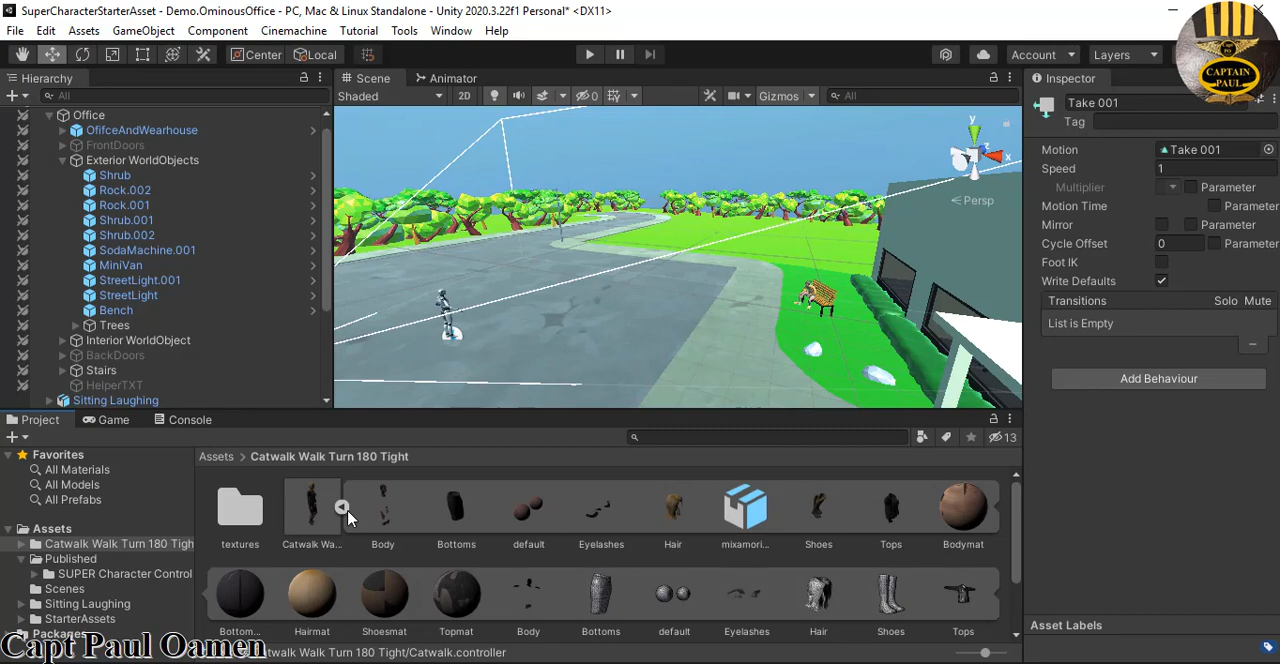 SuperCharacterStarterAsset - Demo.OminousOffice - PC, Mac & Linux Standalone - Unity 2020.3.22f1 Personal* <DX11>
File Edit Assets GameObject Component Cinemachine Tutorial Tools Window Help
Center Local Account Layers
CAPTAIN
PAUL
Hierarchy Scene Animator Inspector
All Shaded 2D 0 Gizmos All
Take 001
Tag
Office
OfifceAndWearhouse
FrontDoors
Exterior WorldObjects
Shrub
Rock.002
Rock.001
Shrub.001
Shrub.002
SodaMachine.001
MiniVan
StreetLight.001
StreetLight
Bench
Trees
Interior WorldObject
BackDoors
Stairs
HelperTXT
Sitting Laughing
y
x
z
Persp
Motion Take 001
Speed 1
Multiplier Parameter
Motion Time Parameter
Mirror Parameter
Cycle Offset 0 Parameter
Foot IK
Write Defaults
Transitions Solo Mute
List is Empty
Add Behaviour
Project Game Console
13
Favorites
All Materials
All Models
All Prefabs
Assets
Catwalk Walk Turn 180 Tigh
Published
SUPER Character Control
Scenes
Sitting Laughing
StarterAssets
Packages
Assets > Catwalk Walk Turn 180 Tight
textures Catwalk Wa... Body Bottoms default Eyelashes Hair mixamori... Shoes Tops Bodymat
Bottom... Hairmat Shoesmat Topmat Body Bottoms default Eyelashes Hair Shoes Tops
atwalk Walk Turn 180 Tight/Catwalk.controller
Asset Labels
Capt Paul Oamen